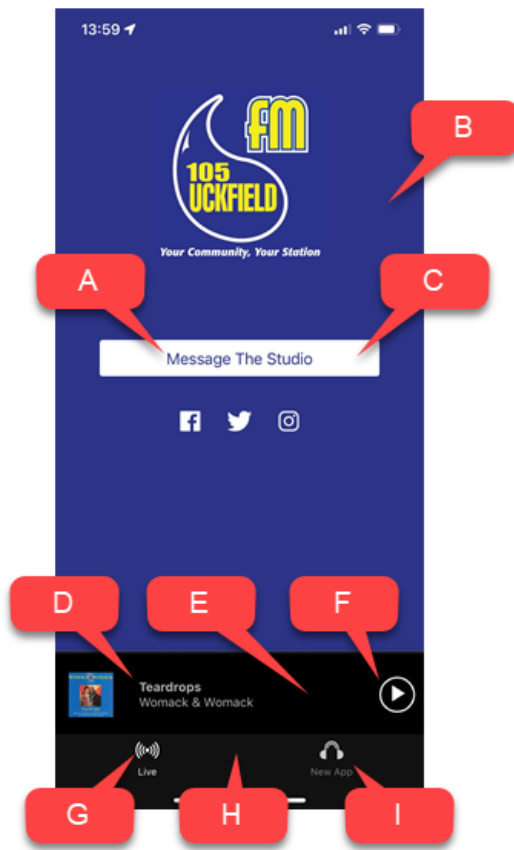 13:59
fm
B
105
UCKFIELD
Your Community, Your Station
A
C
Message The Studio
D
E
F
Teardrops
Womack & Womack
Live
New App
G
H
I